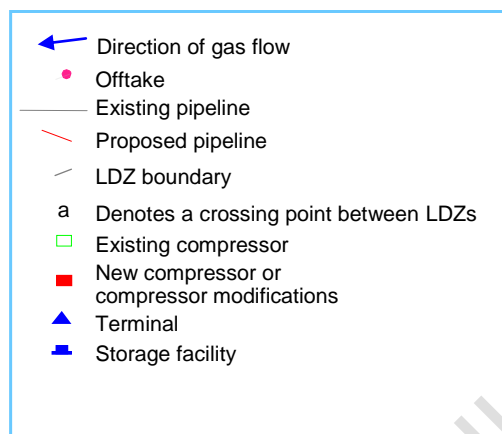 Direction of gas flow
Offtake
Existing pipeline
Proposed pipeline
LDZ boundary
a Denotes a crossing point between LDZs
Existing compressor
New compressor or
compressor modifications
Terminal
Storage facility